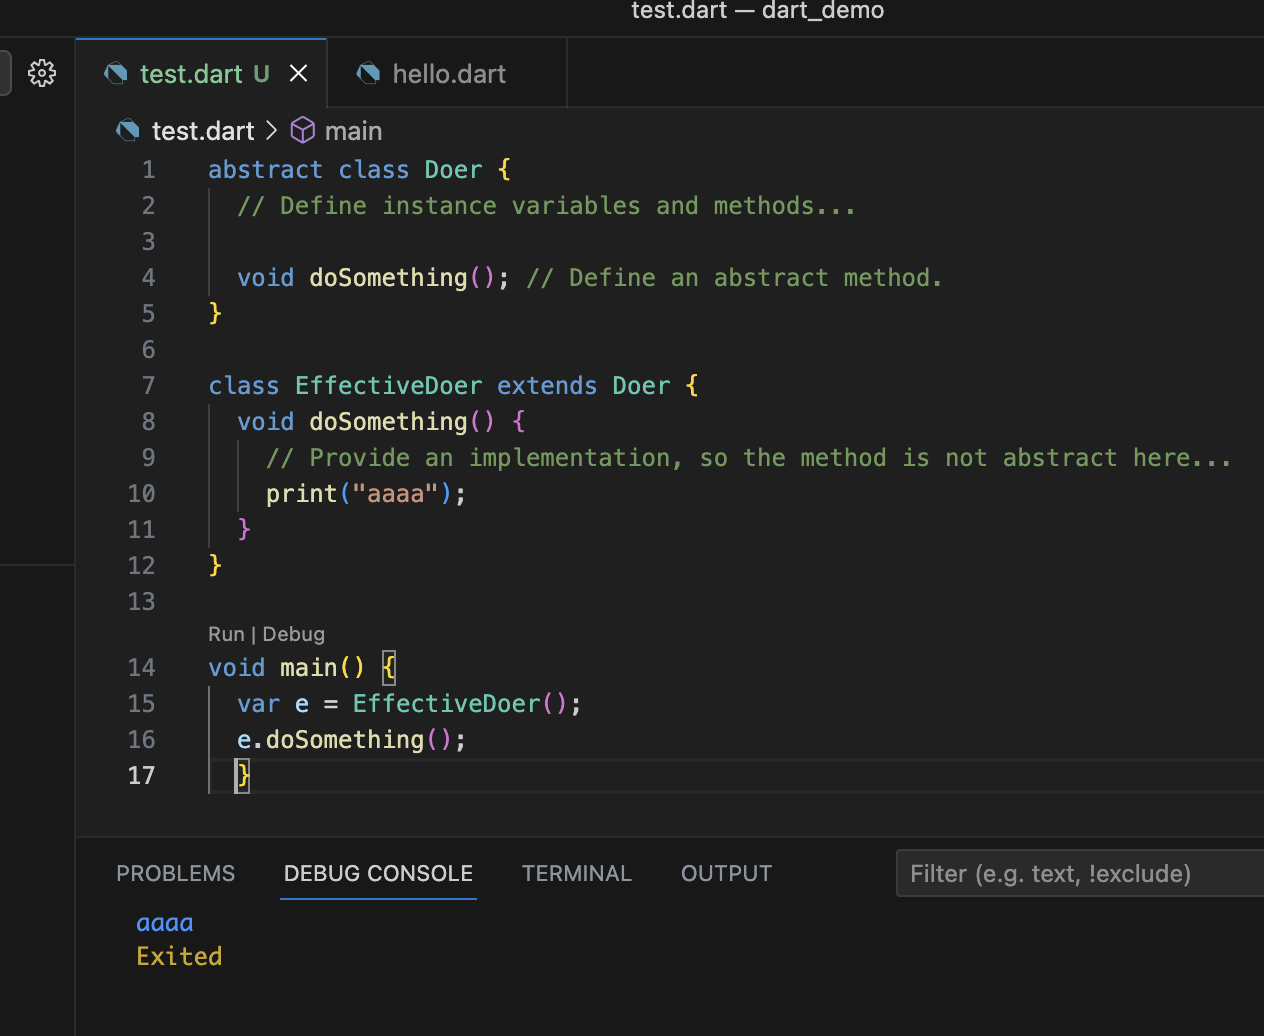 test.dart — dart_demo
test.dart U
hello.dart
test.dart > main
1 abstract class Doer {
2 // Define instance variables and methods...
3
4 void doSomething(); // Define an abstract method.
5 }
6
7 class EffectiveDoer extends Doer {
8 void doSomething() {
9 // Provide an implementation, so the method is not abstract here...
10 print("aaaa");
11 }
12 }
13
Run | Debug
14 void main() {
15 var e = EffectiveDoer();
16 e.doSomething();
17 }
PROBLEMS DEBUG CONSOLE TERMINAL OUTPUT Filter (e.g. text, !exclude)
aaaa
Exited